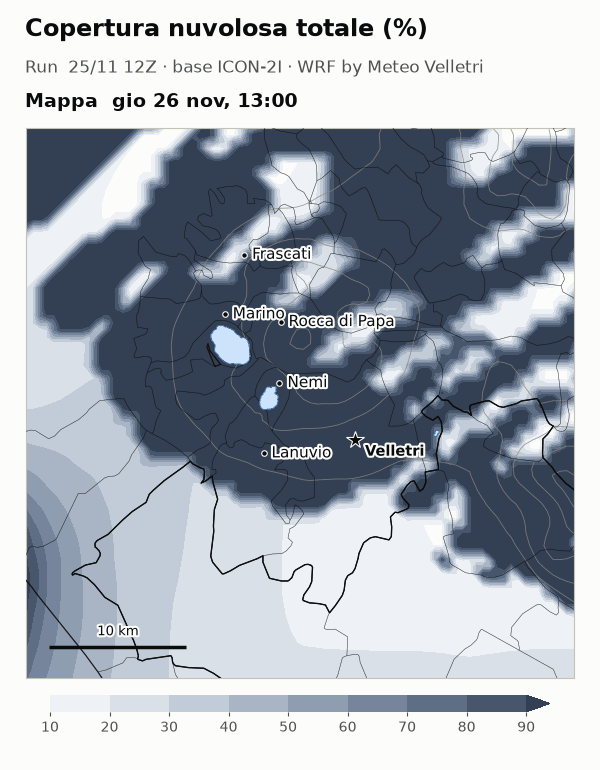 Copertura nuvolosa totale (%)
Run 25/11 12Z · base ICON-2I · WRF by Meteo Velletri
Mappa gio 26 nov, 13:00
Frascati
Marino
Rocca di Papa
Nemi
Velletri
Lanuvio
10 km
10 20 30 40 50 60 70 80 90